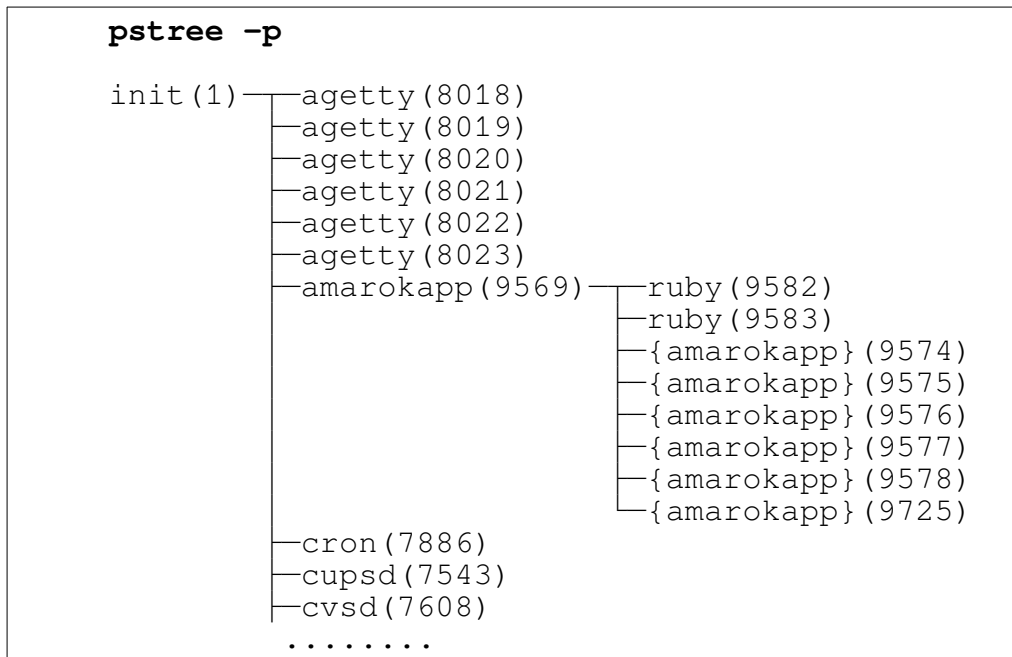 pstree –p
init(1)─┬─agetty(8018)
├─agetty(8019)
├─agetty(8020)
├─agetty(8021)
├─agetty(8022)
├─agetty(8023)
├─amarokapp(9569)─┬─ruby(9582)
├─ruby(9583)
├─{amarokapp}(9574)
├─{amarokapp}(9575)
├─{amarokapp}(9576)
├─{amarokapp}(9577)
├─{amarokapp}(9578)
└─{amarokapp}(9725)
├─cron(7886)
├─cupsd(7543)
├─cvsd(7608)
........